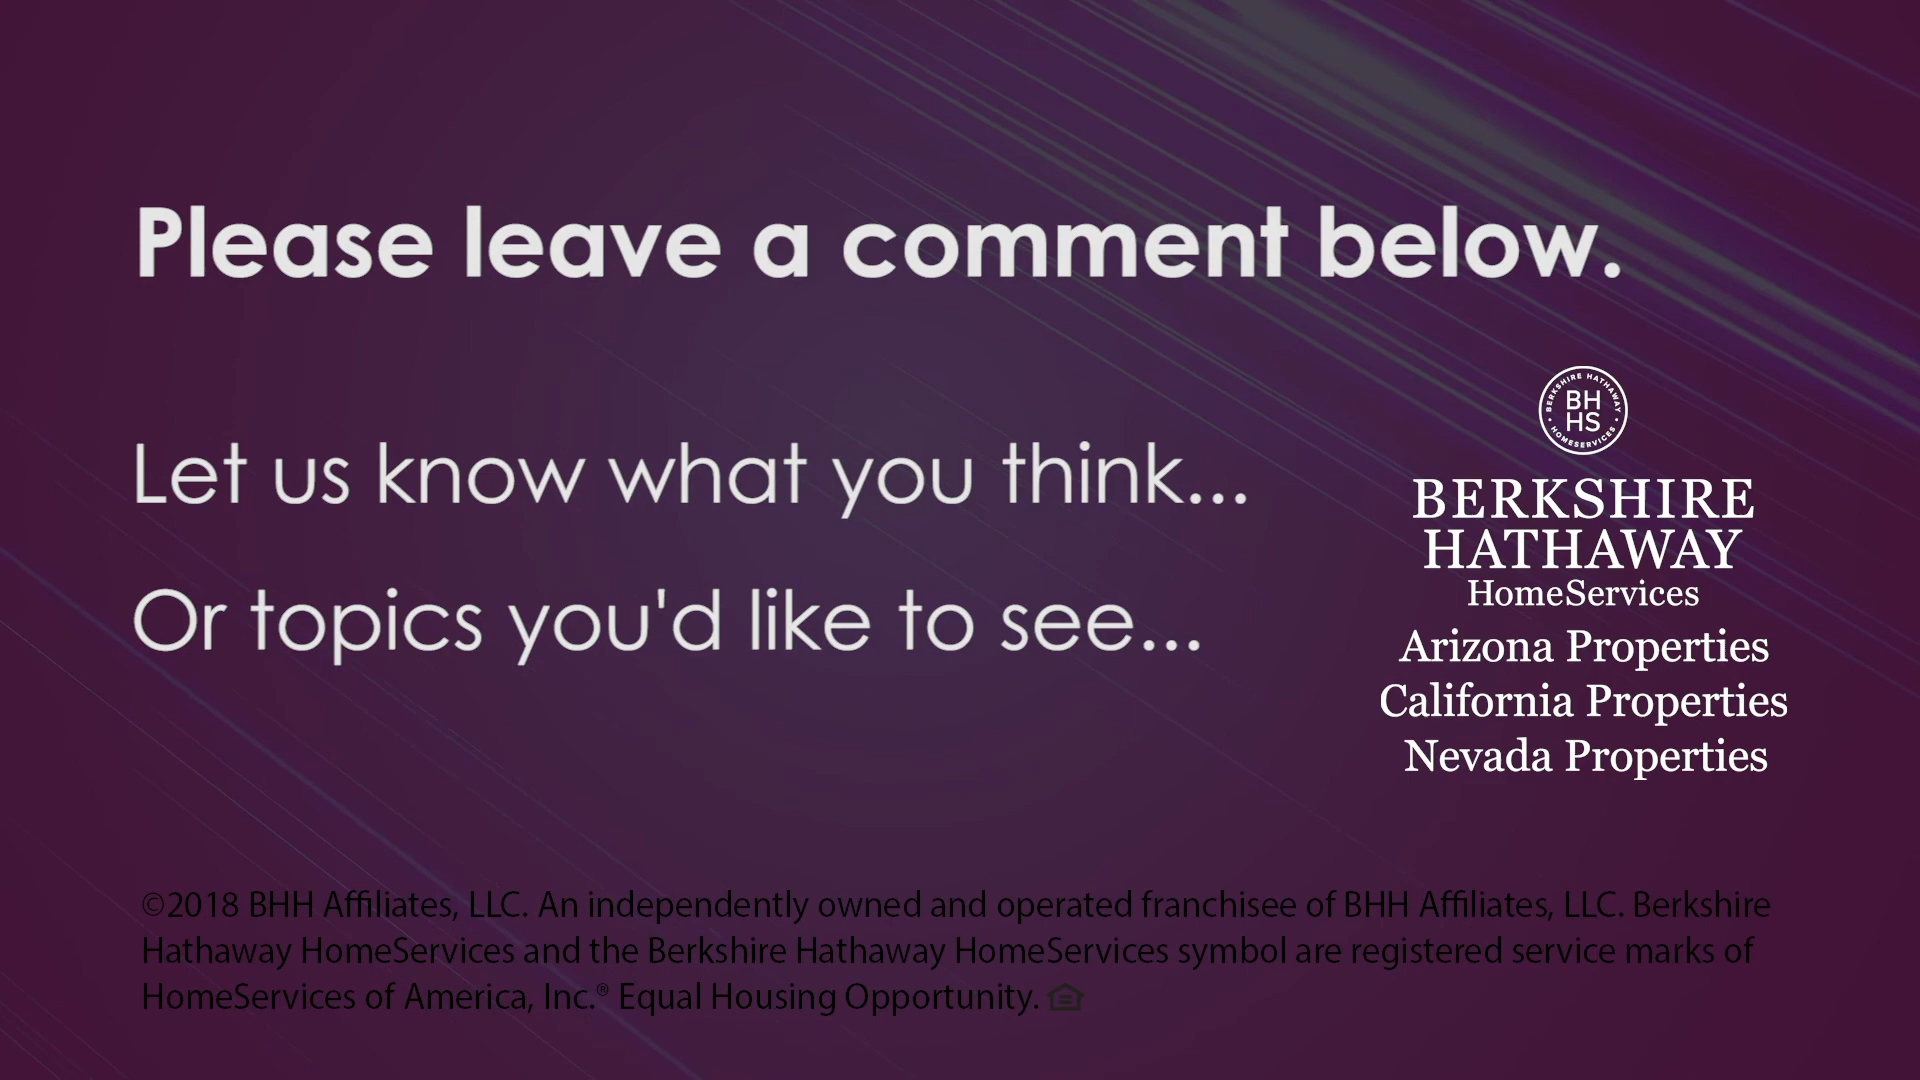 Please leave a comment below.
Let us know what you think...
Or topics you'd like to see...
BERKSHIRE HATHAWAY
BH
HS
HOMESERVICES
BERKSHIRE
HATHAWAY
HomeServices
Arizona Properties
California Properties
Nevada Properties
©2018 BHH Affiliates, LLC. An independently owned and operated franchisee of BHH Affiliates, LLC. Berkshire
Hathaway HomeServices and the Berkshire Hathaway HomeServices symbol are registered service marks of
HomeServices of America, Inc.® Equal Housing Opportunity.